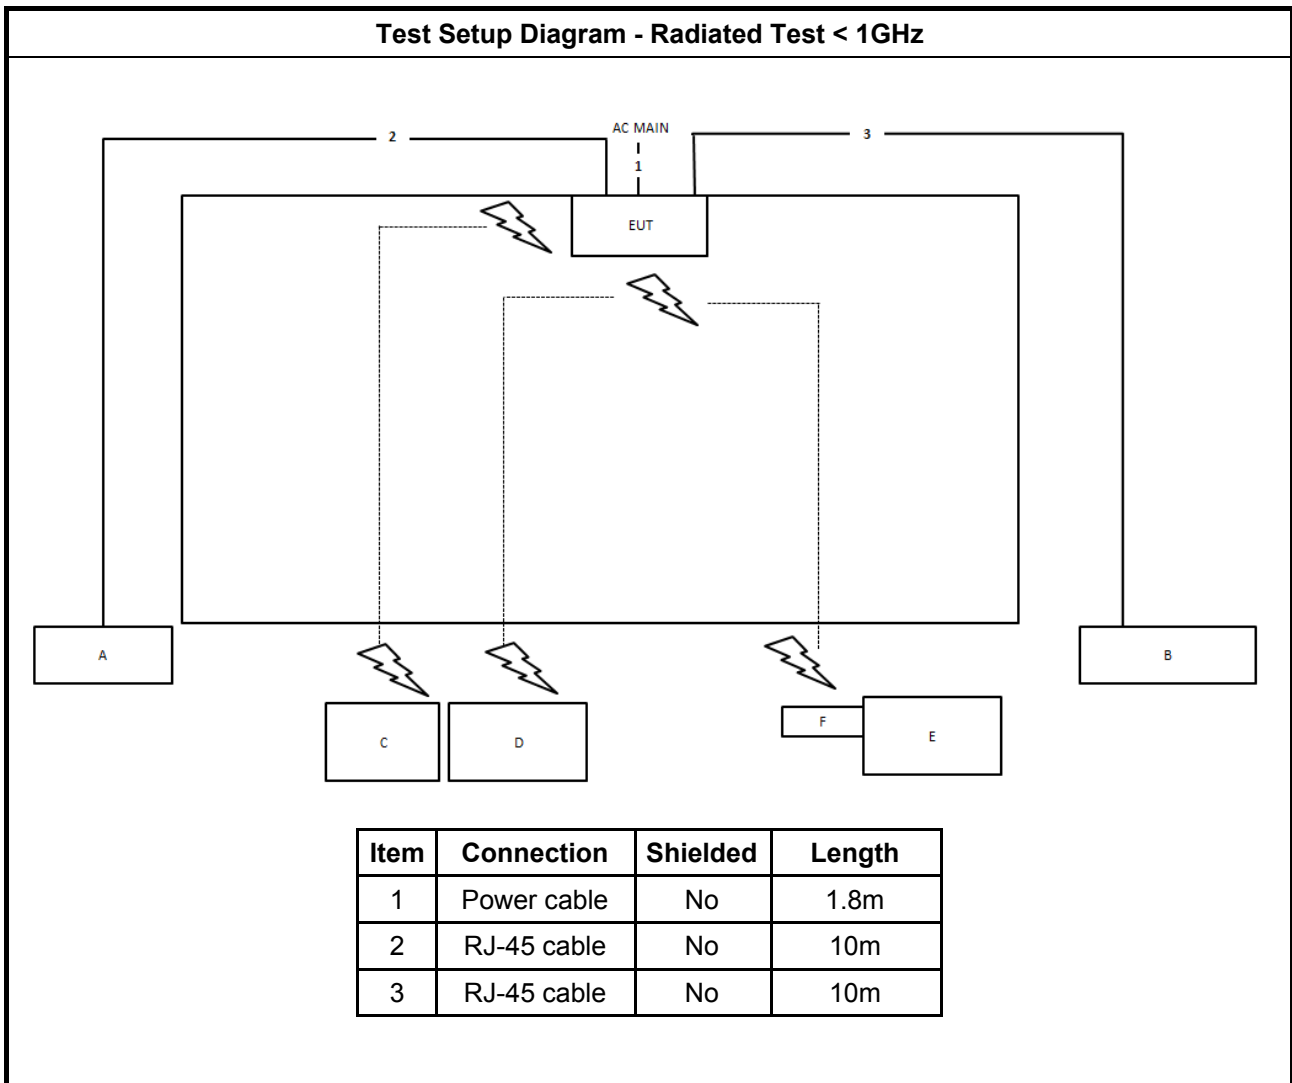 Test Setup Diagram - Radiated Test < 1GHz
AC MAIN
2
3
1
EUT
A
B
C
D
F
E
Item Connection Shielded Length
1 Power cable No 1.8m
2 RJ-45 cable No 10m
3 RJ-45 cable No 10m